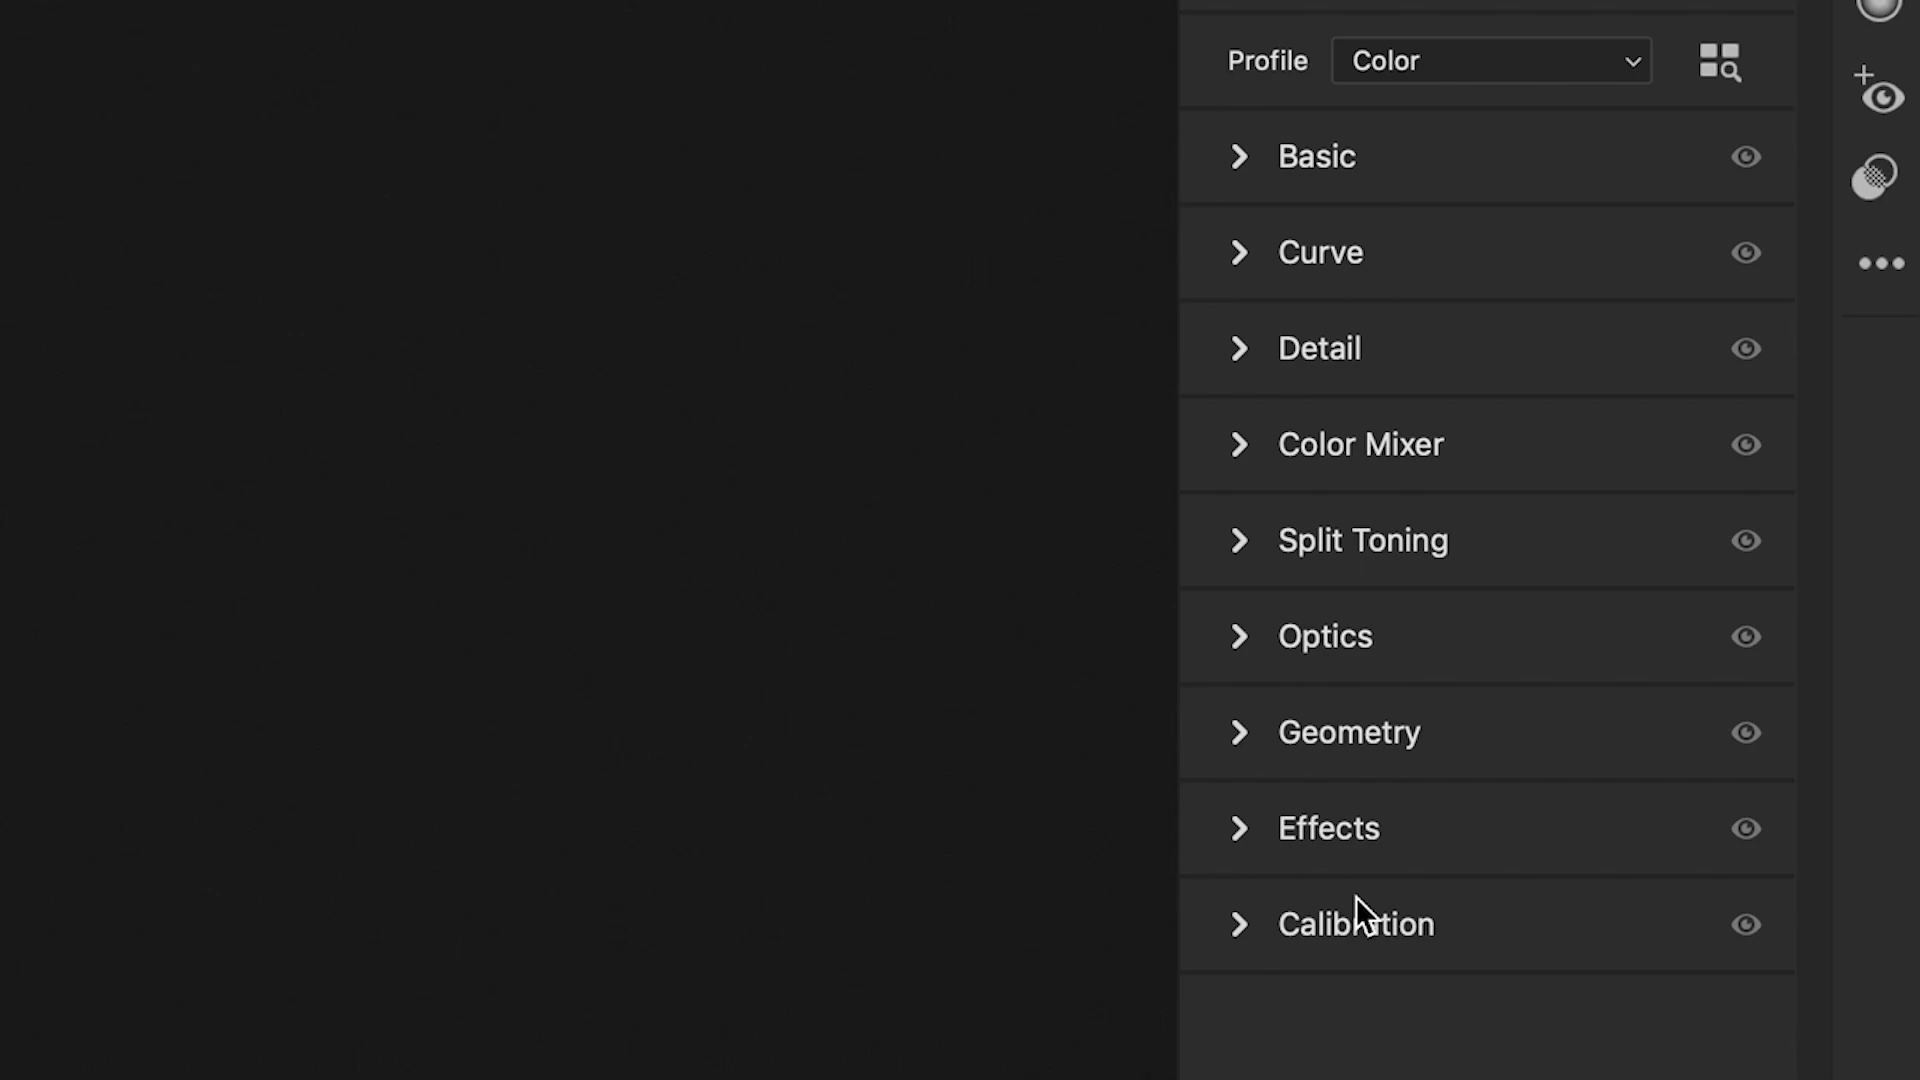 Profile Color
Basic
Curve
Detail
Color Mixer
Split Toning
Optics
Geometry
Effects
Calibration